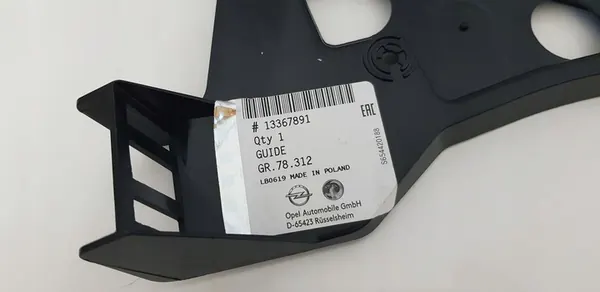 # 13367891
Qty 1
GUIDE
GR.78.312
LB0619 MADE IN POLAND
Opel Automobile GmbH
D-65423 Rüsselsheim
EAC
5654420188